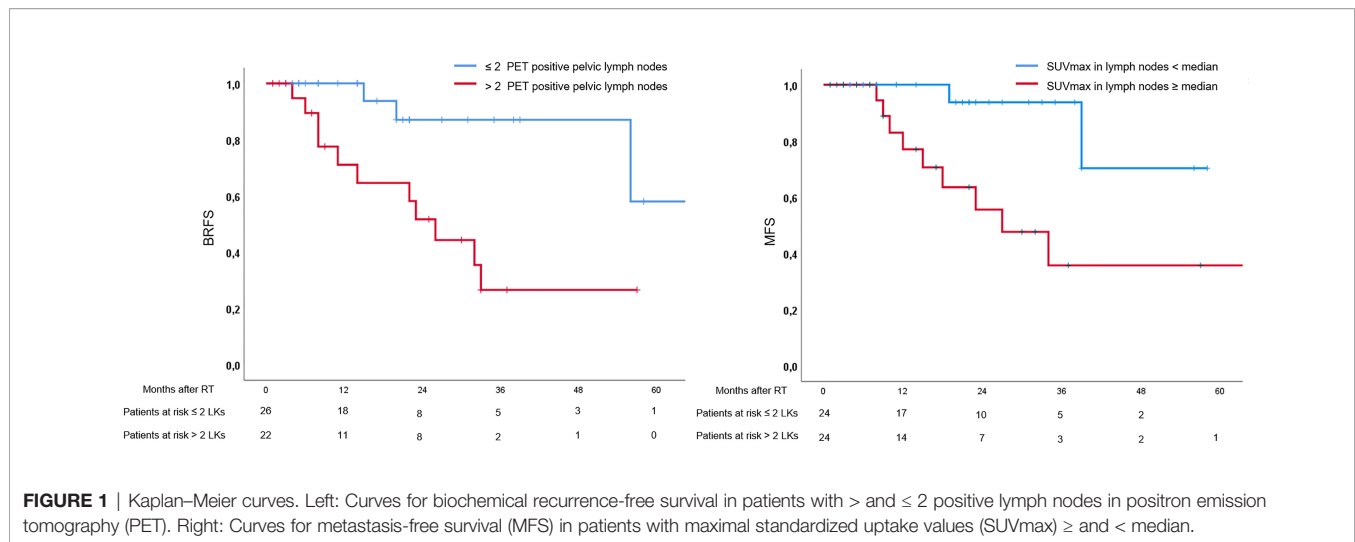 ≤ 2 PET positive pelvic lymph nodes
> 2 PET positive pelvic lymph nodes
1,0
0,8
0,6
0,4
0,2
0,0
BRFS
Months after RT 0 12 24 36 48 60
Patients at risk ≤ 2 LKs 26 18 8 5 3 1
Patients at risk > 2 LKs 22 11 8 2 1 0
SUVmax in lymph nodes < median
SUVmax in lymph nodes ≥ median
1,0
0,8
0,6
0,4
0,2
0,0
MFS
Months after RT 0 12 24 36 48 60
Patients at risk ≤ 2 LKs 24 17 10 5 2
Patients at risk > 2 LKs 24 14 7 3 2 1
FIGURE 1 | Kaplan–Meier curves. Left: Curves for biochemical recurrence-free survival in patients with > and ≤ 2 positive lymph nodes in positron emission
tomography (PET). Right: Curves for metastasis-free survival (MFS) in patients with maximal standardized uptake values (SUVmax) ≥ and < median.